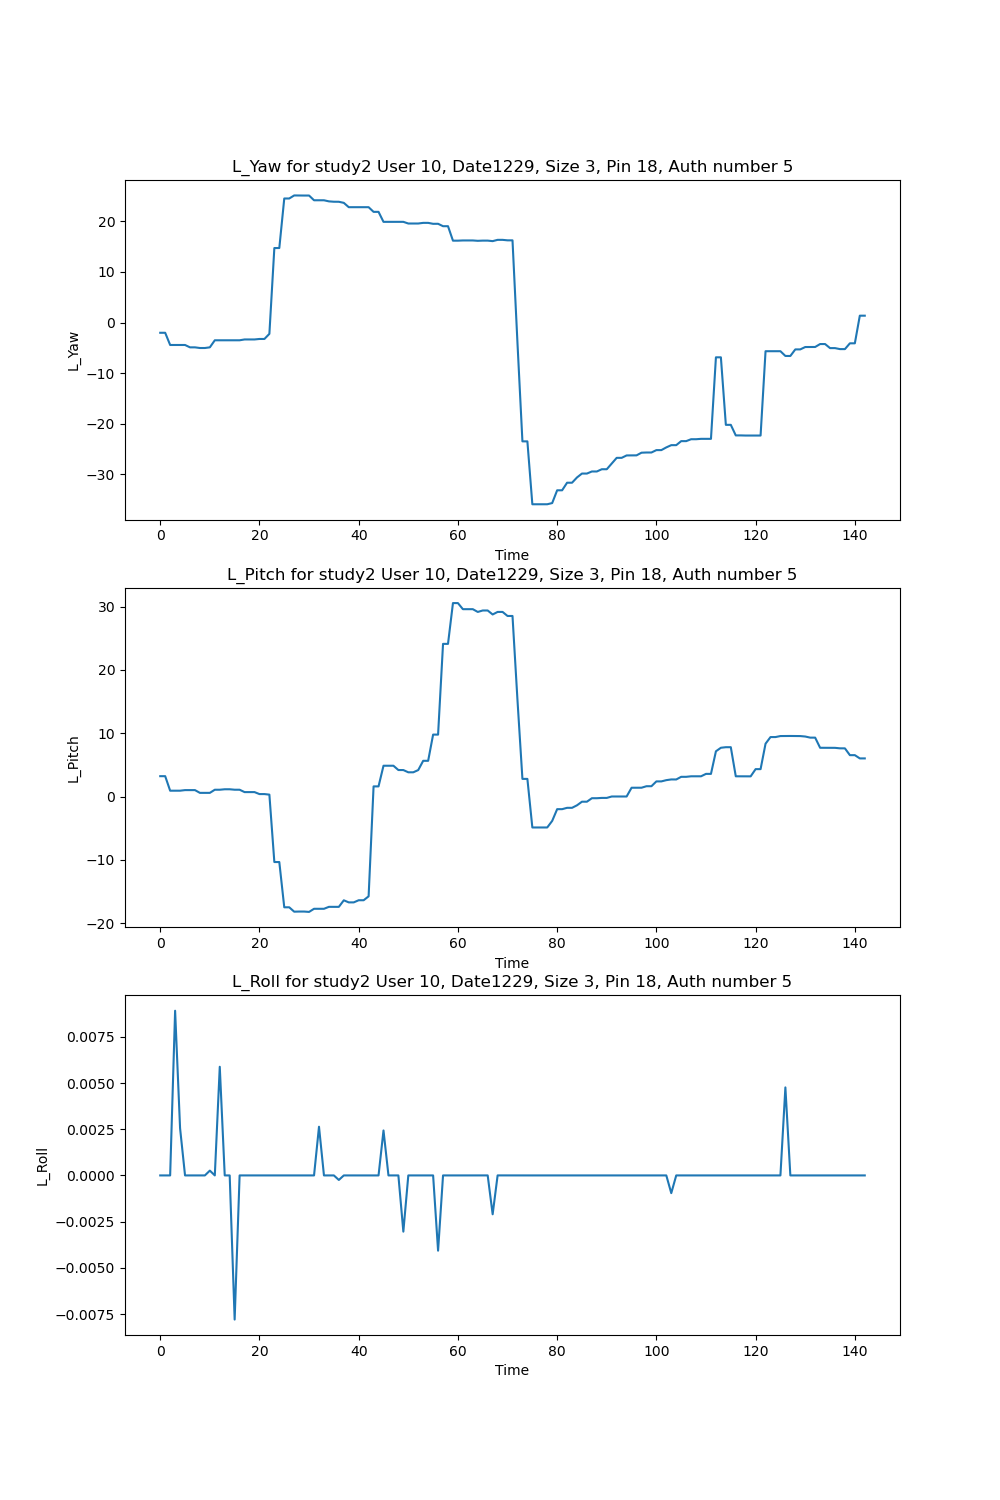 L_Yaw for study2 User 10, Date1229, Size 3, Pin 18, Auth number 5
20
10
0
−10
−20
−30
L_Yaw
0 20 40 60 80 100 120 140
Time
L_Pitch for study2 User 10, Date1229, Size 3, Pin 18, Auth number 5
30
20
10
0
−10
−20
L_Pitch
0 20 40 60 80 100 120 140
Time
L_Roll for study2 User 10, Date1229, Size 3, Pin 18, Auth number 5
0.0075
0.0050
0.0025
0.0000
−0.0025
−0.0050
−0.0075
L_Roll
0 20 40 60 80 100 120 140
Time